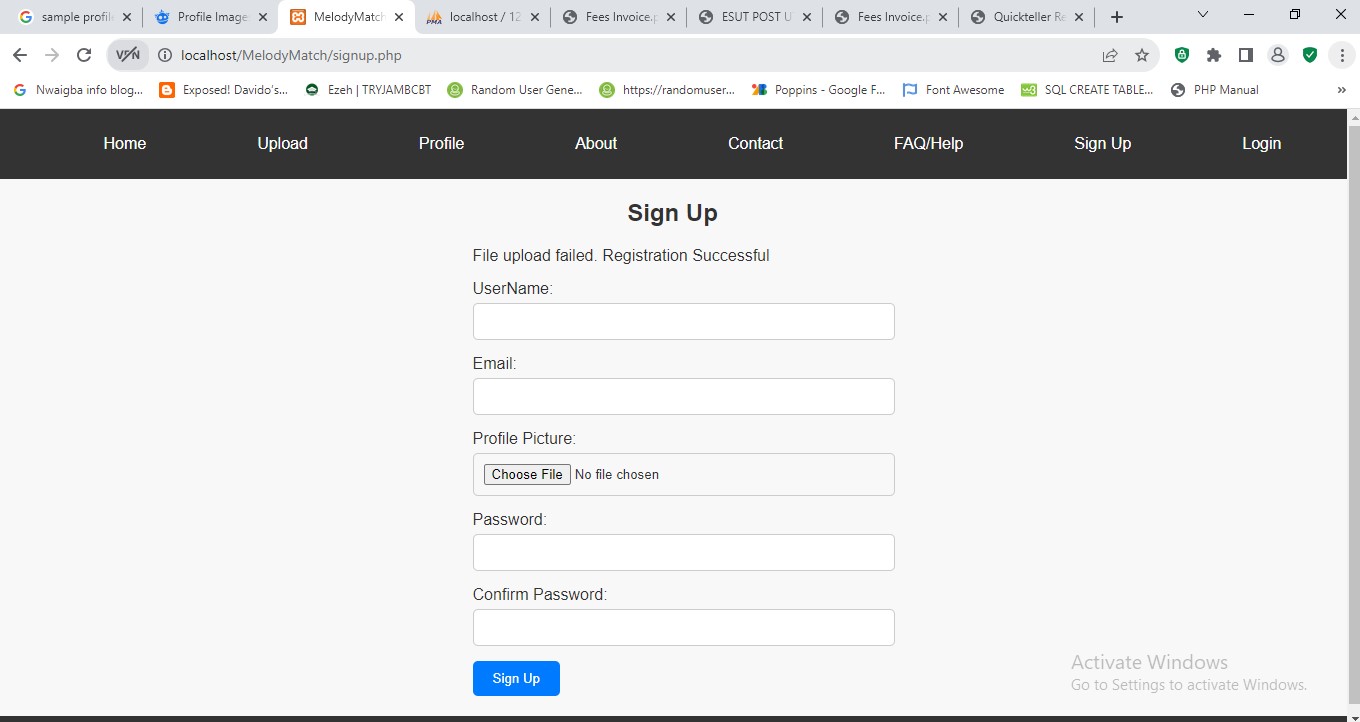 sample profil
Profile Image
MelodyMatch
localhost / 12
Fees Invoice.p
ESUT POST U
Fees Invoice.p
Quickteller Re
VPN
localhost/MelodyMatch/signup.php
Nwaigba info blog...
Exposed! Davido's...
Ezeh | TRYJAMBCBT
Random User Gene...
https://randomuser...
Poppins - Google F...
Font Awesome
SQL CREATE TABLE...
PHP Manual
Home
Upload
Profile
About
Contact
FAQ/Help
Sign Up
Login
Sign Up
File upload failed. Registration Successful
UserName:
Email:
Profile Picture:
Choose File No file chosen
Password:
Confirm Password:
Sign Up
Activate Windows
Go to Settings to activate Windows.